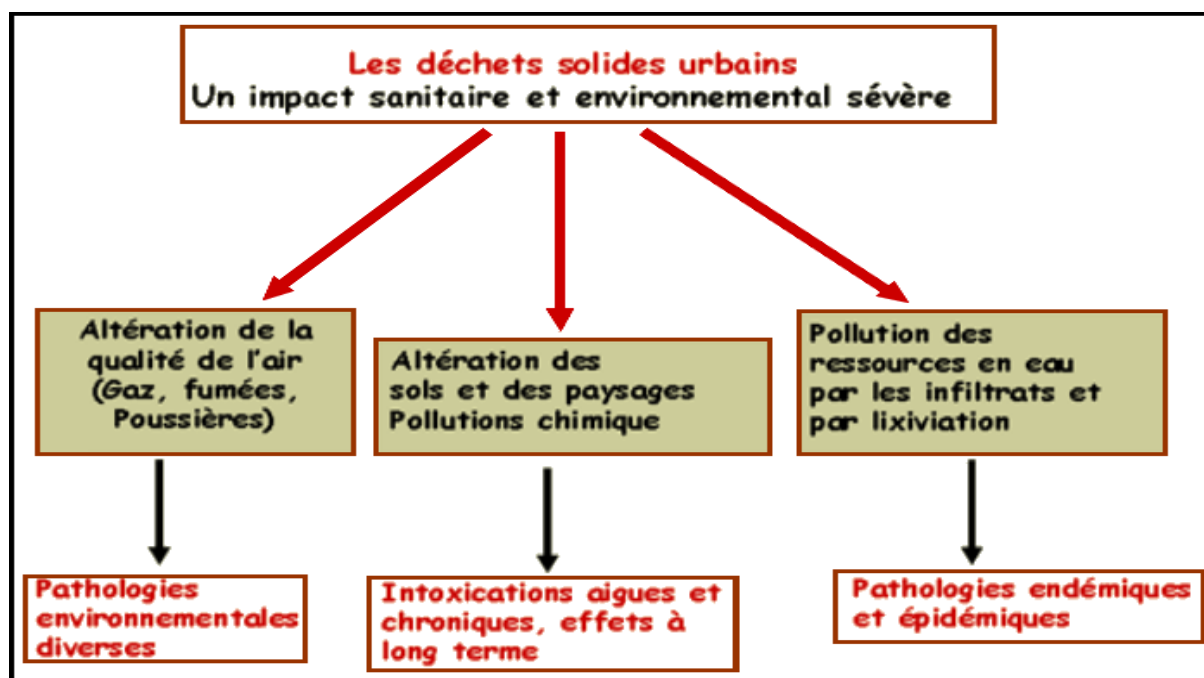 Les déchets solides urbains
Un impact sanitaire et environnemental sévère
Altération de la
qualité de l'air
(Gaz, fumées,
Poussières)
Altération des
sols et des paysages
Pollutions chimique
Pollution des
ressources en eau
par les infiltrats et
par lixiviation
Pathologies
environnementales
diverses
Intoxications aigues et
chroniques, effets à
long terme
Pathologies endémiques
et épidémiques